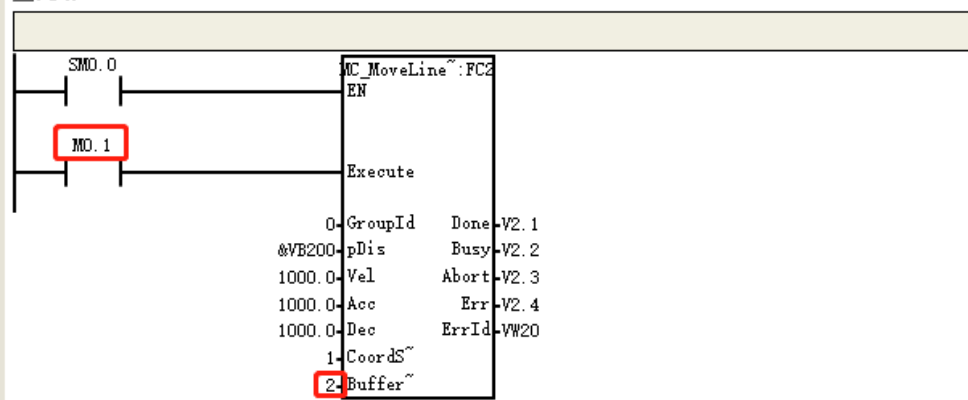 SM0.0
MC_MoveLine~:FC2
EN
M0.1
Execute
0 GroupId Done V2.1
&VB200 pDis Busy V2.2
1000.0 Vel Abort V2.3
1000.0 Acc Err V2.4
1000.0 Dec ErrId VW20
1 CoordS~
2 Buffer~